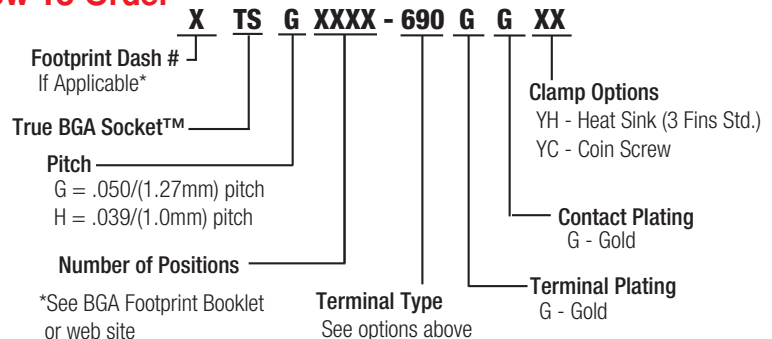 How To Order
X TS G XXXX - 690 G G XX
Footprint Dash #
If Applicable*
True BGA Socket™
Pitch
G = .050/(1.27mm) pitch
H = .039/(1.0mm) pitch
Number of Positions
*See BGA Footprint Booklet
or web site
Terminal Type
See options above
Clamp Options
YH - Heat Sink (3 Fins Std.)
YC - Coin Screw
Contact Plating
G - Gold
Terminal Plating
G - Gold